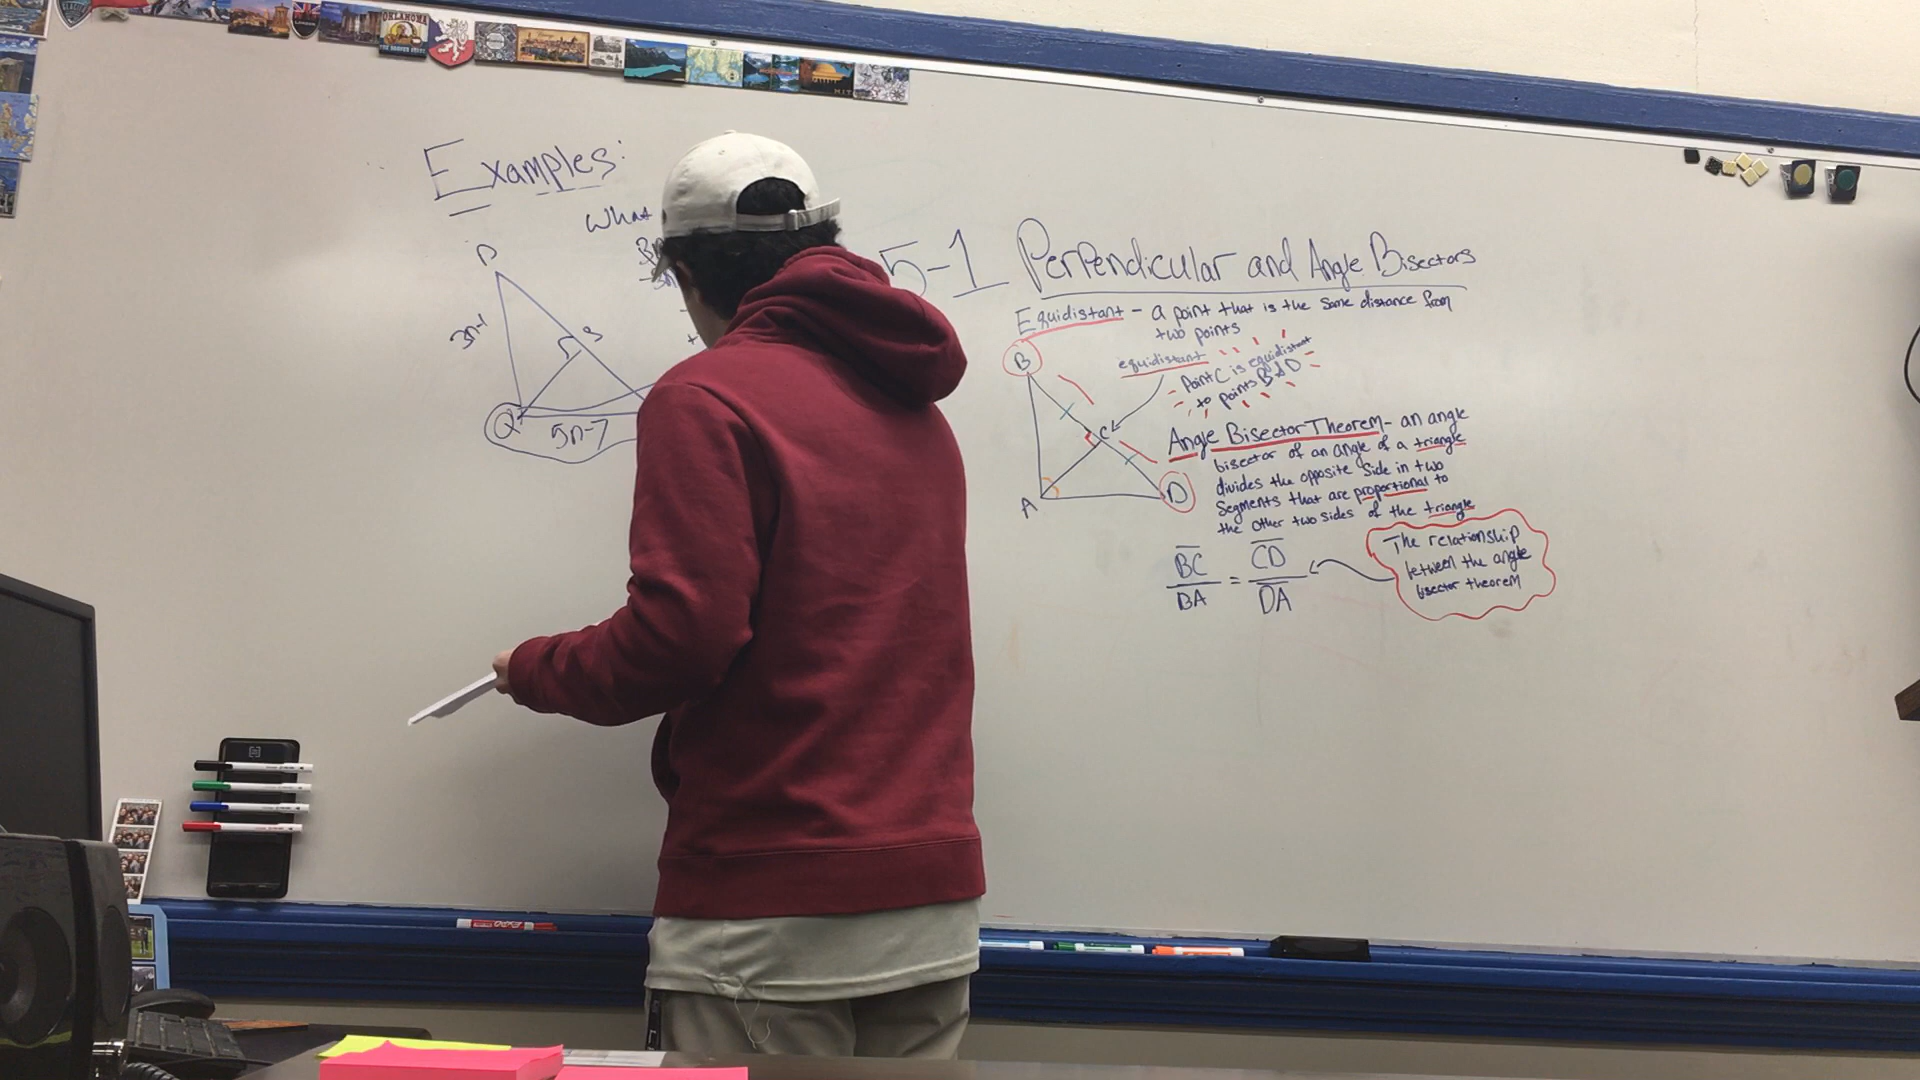 OKLAHOMA
LONDON
MIT
Examples:
What
3n-1
S
Q
5n-7
5-1 Perpendicular and Angle Bisectors
Equidistant - a point that is the same distance from
two points
B
equidistant
Point C is equidistant
to points B & D
C
A
D
Angle Bisector Theorem - an angle
bisector of an angle of a triangle
divides the opposite side in two
segments that are proportional to
the other two sides of the triangle
BC = CD
BA DA
The relationship
between the angle
bisector theorem